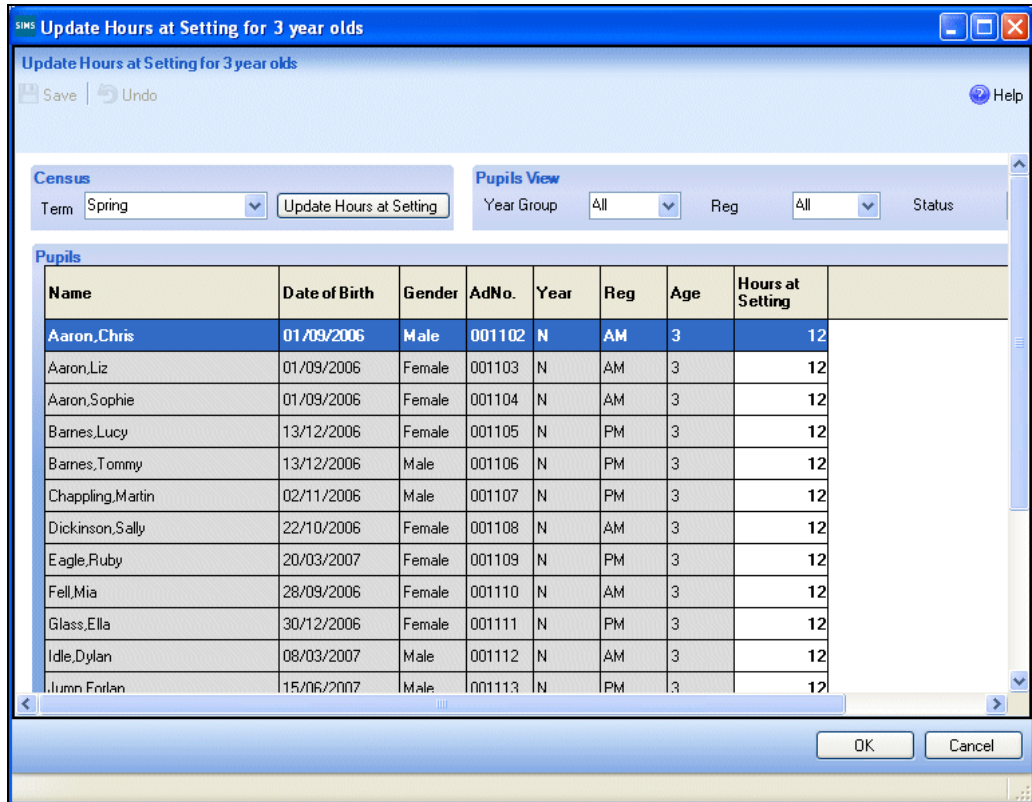 SIMS Update Hours at Setting for 3 year olds
Update Hours at Setting for 3 year olds
Save Undo Help
Census Pupils View
Term Spring Update Hours at Setting Year Group All Reg All Status
Pupils
Name Date of Birth Gender AdNo. Year Reg Age Hours at Setting
Aaron,Chris 01/09/2006 Male 001102 N AM 3 12
Aaron,Liz 01/09/2006 Female 001103 N AM 3 12
Aaron,Sophie 01/09/2006 Female 001104 N AM 3 12
Barnes,Lucy 13/12/2006 Female 001105 N PM 3 12
Barnes,Tommy 13/12/2006 Male 001106 N PM 3 12
Chappling,Martin 02/11/2006 Male 001107 N PM 3 12
Dickinson,Sally 22/10/2006 Female 001108 N AM 3 12
Eagle,Ruby 20/03/2007 Female 001109 N PM 3 12
Fell,Mia 28/09/2006 Female 001110 N AM 3 12
Glass,Ella 30/12/2006 Female 001111 N PM 3 12
Idle,Dylan 08/03/2007 Male 001112 N AM 3 12
Jump,Forlan 15/06/2007 Male 001113 N PM 3 12
OK Cancel